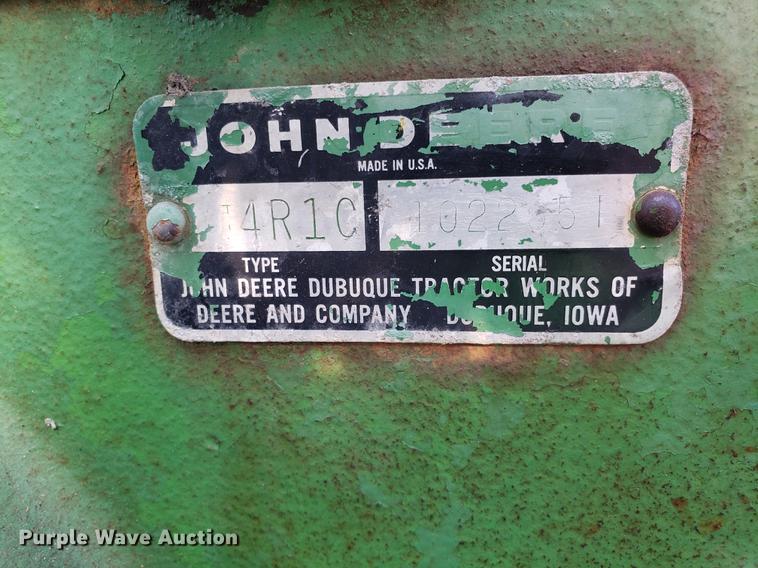 JOHN DEERE
MADE IN U.S.A.
TYPE SERIAL
JOHN DEERE DUBUQUE TRACTOR WORKS OF
DEERE AND COMPANY DUBUQUE, IOWA
Purple Wave Auction